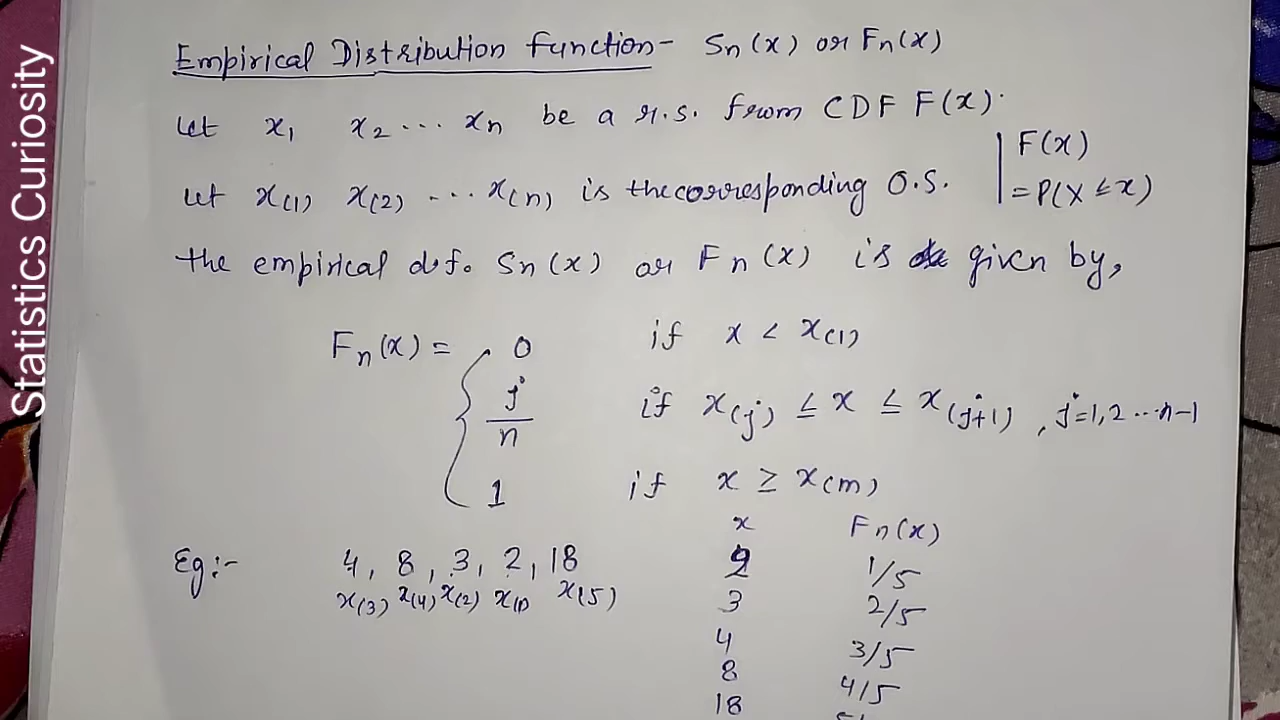 Statistics Curiosity
Empirical Distribution function- Sn(x) or Fn(x)
Let x1 x2 ... xn be a r.s. from CDF F(x).
F(x)
= P(X ≤ x)
Let x(1) x(2) ... x(n) is the corresponding O.S.
the empirical d.f. Sn(x) or Fn(x) is given by,
Fn(x) = { 0 if x < x(1)
j/n if x(j) ≤ x ≤ x(j+1), j=1,2...n-1
1 if x ≥ x(m)
x Fn(x)
Eg:- 4, 8, 3, 2, 18
x(3) x(4) x(2) x(1) x(5)
2 1/5
3 2/5
4 3/5
8 4/5
18